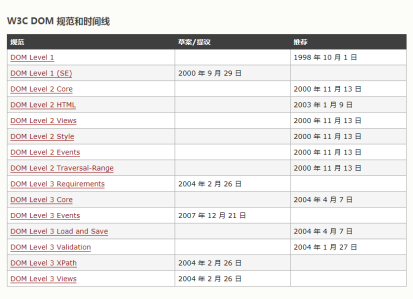 W3C DOM 规范和时间线
规范 草案/提议 推荐
DOM Level 1 1998 年 10 月 1 日
DOM Level 1 (SE) 2000 年 9 月 29 日
DOM Level 2 Core 2000 年 11 月 13 日
DOM Level 2 HTML 2003 年 1 月 9 日
DOM Level 2 Views 2000 年 11 月 13 日
DOM Level 2 Style 2000 年 11 月 13 日
DOM Level 2 Events 2000 年 11 月 13 日
DOM Level 2 Traversal-Range 2000 年 11 月 13 日
DOM Level 3 Requirements 2004 年 2 月 26 日
DOM Level 3 Core 2004 年 4 月 7 日
DOM Level 3 Events 2007 年 12 月 21 日
DOM Level 3 Load and Save 2004 年 4 月 7 日
DOM Level 3 Validation 2004 年 1 月 27 日
DOM Level 3 XPath 2004 年 2 月 26 日
DOM Level 3 Views 2004 年 2 月 26 日